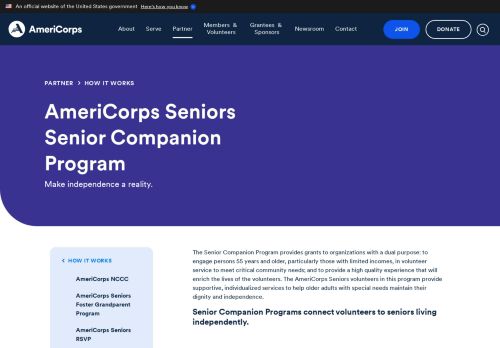 An official website of the United States government Here's how you know
AmeriCorps
About Serve Partner Members & Volunteers Grantees & Sponsors Newsroom Contact
JOIN
DONATE
PARTNER > HOW IT WORKS
AmeriCorps Seniors
Senior Companion
Program
Make independence a reality.
< HOW IT WORKS
AmeriCorps NCCC
AmeriCorps Seniors
Foster Grandparent
Program
AmeriCorps Seniors
RSVP
The Senior Companion Program provides grants to organizations with a dual purpose: to
engage persons 55 years and older, particularly those with limited incomes, in volunteer
service to meet critical community needs; and to provide a high quality experience that will
enrich the lives of the volunteers. The AmeriCorps Seniors volunteers in this program provide
supportive, individualized services to help older adults with special needs maintain their
dignity and independence.
Senior Companion Programs connect volunteers to seniors living
independently.